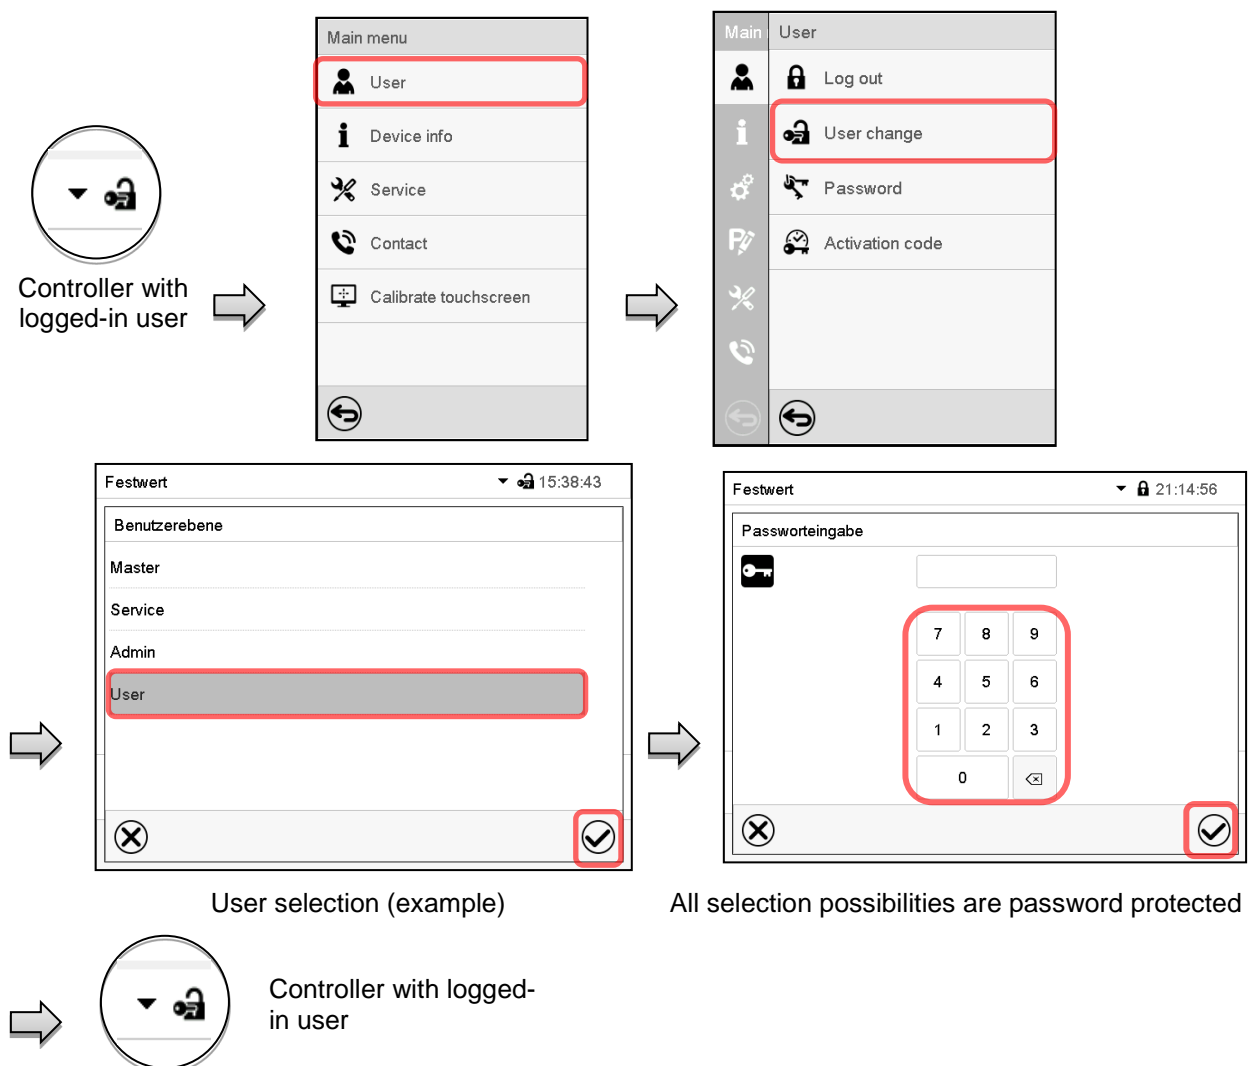 Main menu
User
Device info
Service
Contact
Calibrate touchscreen
Main
User
Log out
User change
Password
Activation code
Controller with
logged-in user
Festwert
15:38:43
Benutzerebene
Master
Service
Admin
User
Festwert
21:14:56
Passworteingabe
7 8 9
4 5 6
1 2 3
0
User selection (example)
All selection possibilities are password protected
Controller with logged-
in user